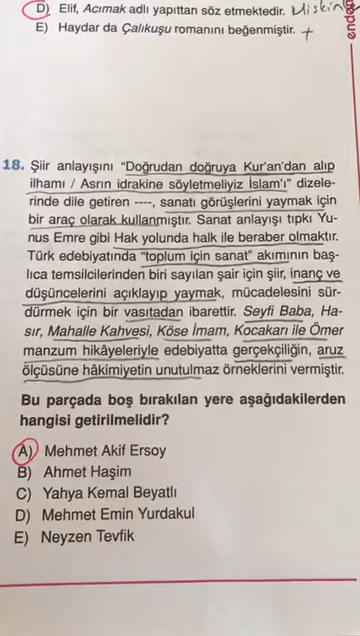 D) Elif, Acımak adlı yapıttan söz etmektedir.
E) Haydar da Çalıkuşu romanını beğenmiştir. +
18. Şiir anlayışını "Doğrudan doğruya Kur'an'dan alıp
ilhamı / Asrın idrakine söyletmeliyiz İslam'ı" dizele-
rinde dile getiren ----, sanatı görüşlerini yaymak için
bir araç olarak kullanmıştır. Sanat anlayışı tıpkı Yu-
nus Emre gibi Hak yolunda halk ile beraber olmaktır.
Türk edebiyatında "toplum için sanat" akımının baş-
lıca temsilcilerinden biri sayılan şair için şiir, inanç ve
düşüncelerini açıklayıp yaymak, mücadelesini sür-
dürmek için bir vasıtadan ibarettir. Seyfi Baba, Ha-
sır, Mahalle Kahvesi, Köse İmam, Kocakarı ile Ömer
manzum hikâyeleriyle edebiyatta gerçekçiliğin, aruz
ölçüsüne hâkimiyetin unutulmaz örneklerini vermiştir.
Bu parçada boş bırakılan yere aşağıdakilerden
hangisi getirilmelidir?
A) Mehmet Akif Ersoy
B) Ahmet Haşim
C) Yahya Kemal Beyatlı
D) Mehmet Emin Yurdakul
E) Neyzen Tevfik